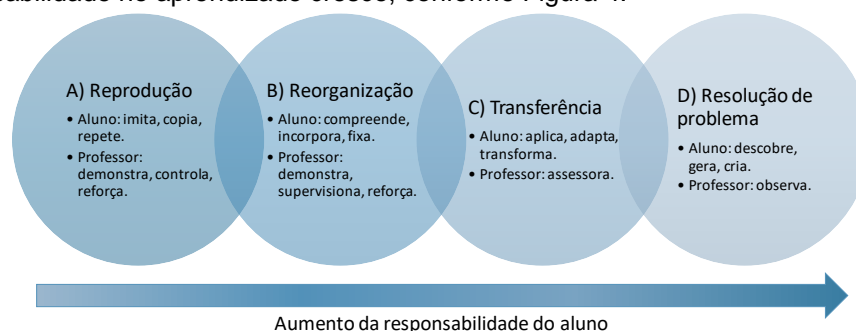 A) Reprodução
• Aluno: imita, copia,
repete.
• Professor:
demonstra, controla,
reforça.
B) Reorganização
• Aluno: compreende,
incorpora, fixa.
• Professor:
demonstra,
supervisiona, reforça.
C) Transferência
• Aluno: aplica, adapta,
transforma.
• Professor: assessora.
D) Resolução de
problema
• Aluno: descobre,
gera, cria.
• Professor: observa.
Aumento da responsabilidade do aluno